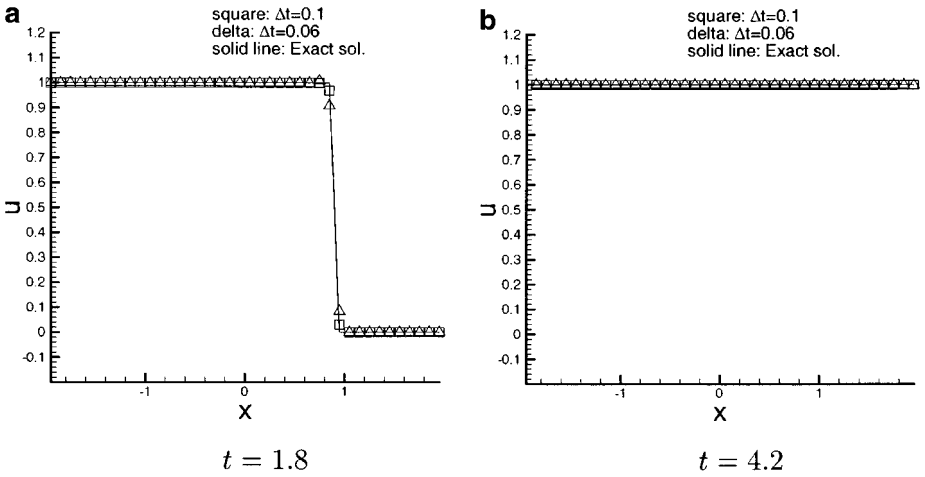 a
square: Δt=0.1
delta: Δt=0.06
solid line: Exact sol.
1.2
1.1
1
0.9
0.8
0.7
0.6
0.5
0.4
0.3
0.2
0.1
0
-0.1
u
-1
0
1
x
t = 1.8
b
square: Δt=0.1
delta: Δt=0.06
solid line: Exact sol.
1.2
1.1
1
0.9
0.8
0.7
0.6
0.5
0.4
0.3
0.2
0.1
0
-0.1
u
-1
0
1
x
t = 4.2